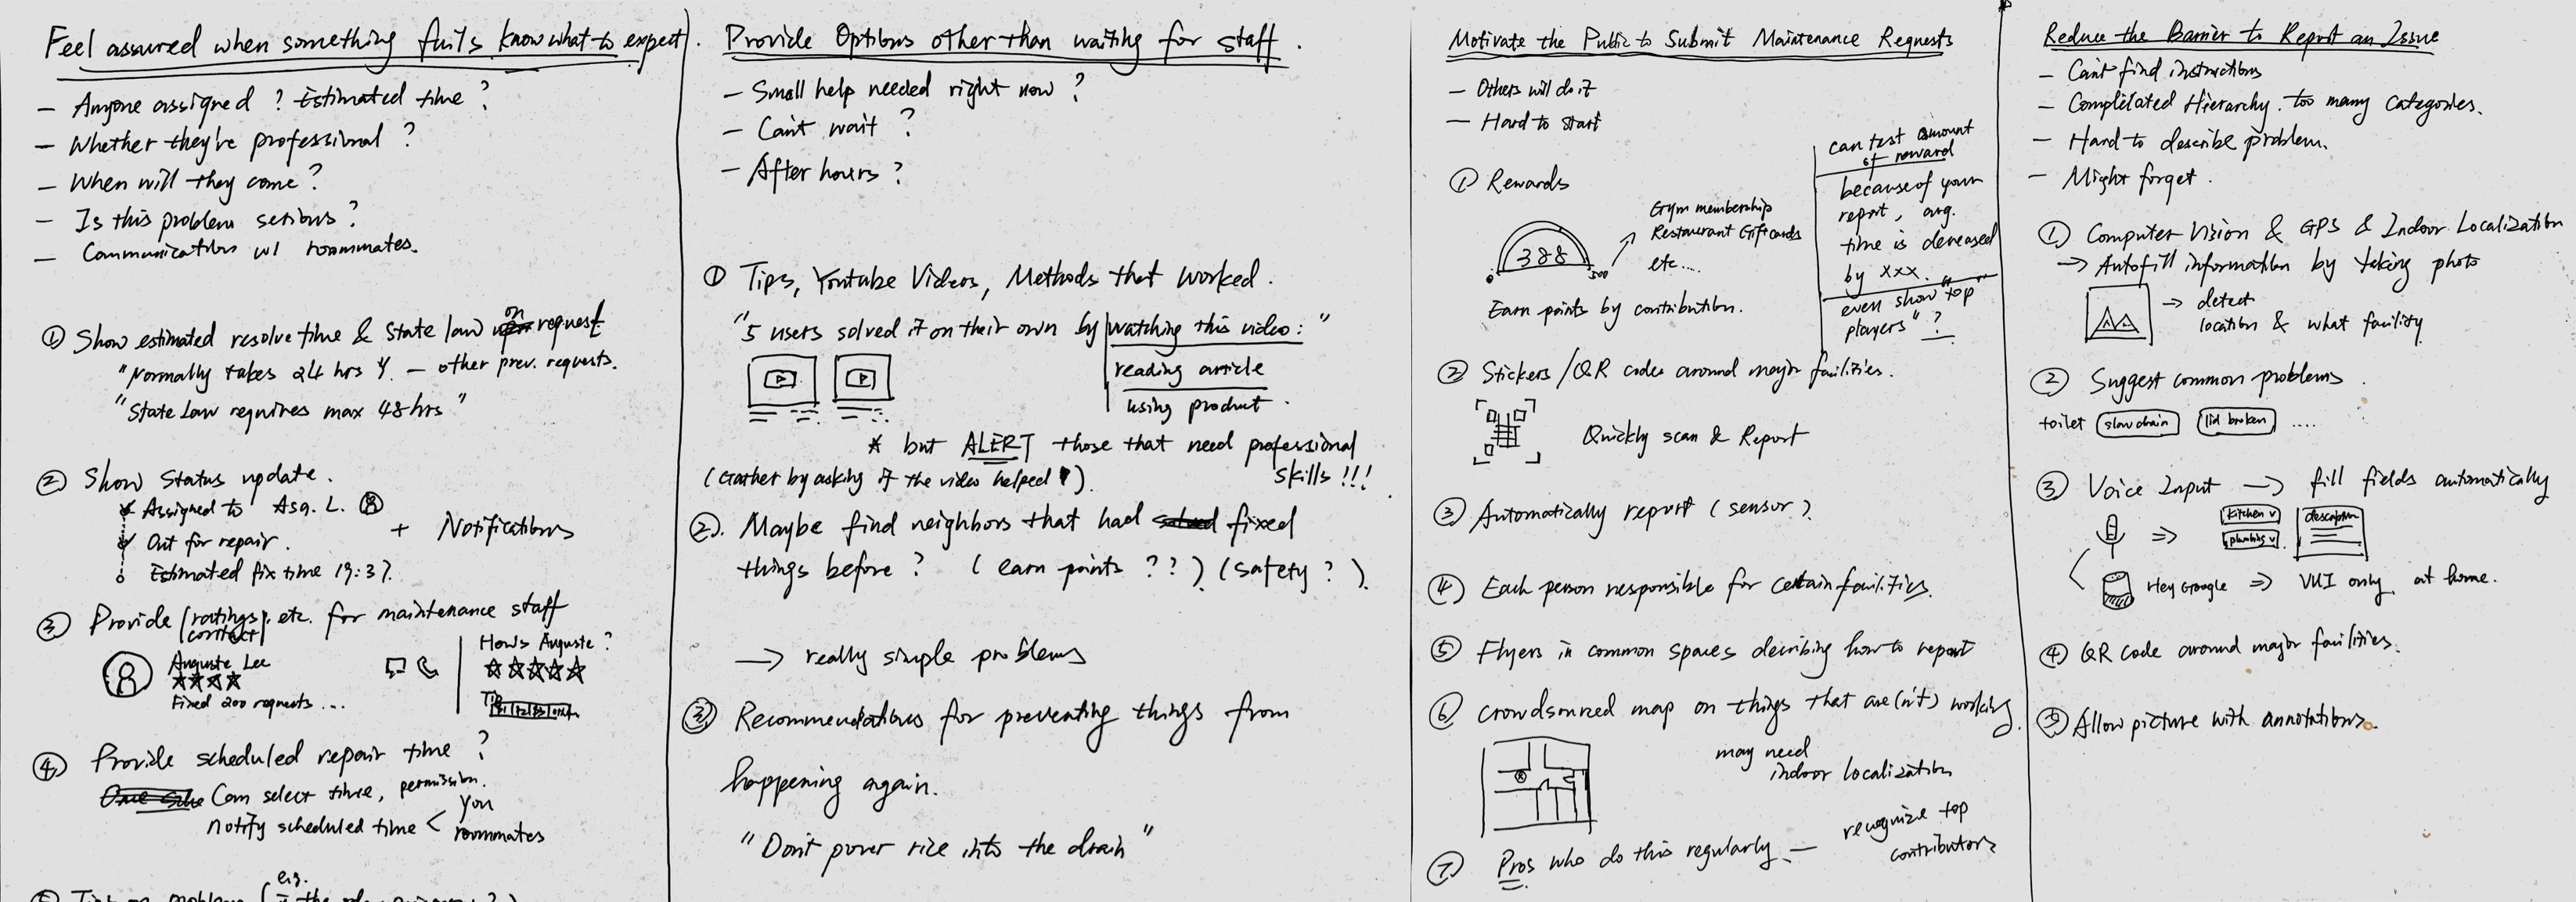 Feel assured when something fails, know what to expect.
— Anyone assigned? Estimated time?
— Whether they're professional?
— When will they come?
— Is this problem serious?
— Communications w/ roommates.
① Show estimated resolve time & State law on request
"Normally takes 24 hrs". — other prev. requests.
"State Law requires max 48 hrs"
② Show Status update.
Assigned to Asa. L.
Out for repair.
Estimated fix time 19:37.
+ Notifications
③ Provide (ratings, etc. for maintenance staff
contact)
Auguste Lee
Fixed 200 requests...
How's Auguste?
Tip
④ Provide scheduled repair time?
Can select time, permission.
notify scheduled time < you
roommates
e.g.
Provide Options other than waiting for staff.
— Small help needed right now?
— Can't wait?
— After hours?
① Tips, Youtube Videos, Methods that worked.
"5 users solved it on their own by watching this video:"
reading article
using product.
* but ALERT those that need professional
skills!!!
(Gather by asking if the video helped).
②. Maybe find neighbors that had solved fixed
things before? (earn points??) (safety?).
→ really simple problems
③ Recommendations for preventing things from
happening again.
"Don't power rice into the drain"
Motivate the Public to Submit Maintenance Requests
— Others will do it
— Hard to start
① Rewards
388
500
Gym membership
Restaurant Giftcards
etc....
Earn points by contribution.
can test amount
of reward
because of your
report, avg.
time is decreased
by xxx.
even show "top
players"?
② Stickers/QR codes around major facilities.
Quickly scan & Report
③ Automatically report (sensor).
④ Each person responsible for certain facilities.
⑤ Flyers in common spaces decribing how to report
⑥ crowdsourced map on things that are(n't) working.
may need
indoor localization
⑦ Pros who do this regularly. — recognize top
contributors
Reduce the Barrier to Report an Issue
— Can't find instructions
— Complicated Hierarchy. too many categories.
— Hard to describe problem.
— Might forget.
① Computer Vision & GPS & Indoor Localization
→ Autofill information by taking photo
→ detect
location & what facility
② Suggest common problems.
toilet slow drain lid broken ....
③ Voice Input → fill fields automatically
Kitchen v
plumbing v
description
Hey Google ⇒ VUI only at home.
④ QR code around major facilities.
⑤ Allow picture with annotations.